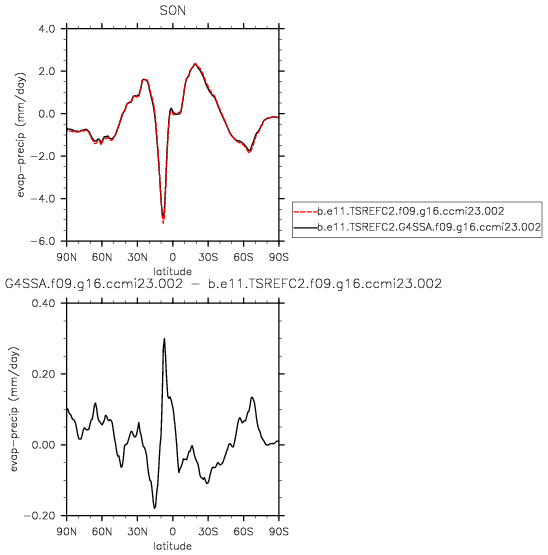 SON
4.0
2.0
0.0
−2.0
−4.0
−6.0
evap−precip (mm/day)
90N 60N 30N 0 30S 60S 90S
latitude
b.e11.TSREFC2.f09.g16.ccmi23.002
b.e11.TSREFC2.G4SSA.f09.g16.ccmi23.002
G4SSA.f09.g16.ccmi23.002 − b.e11.TSREFC2.f09.g16.ccmi23.002
0.40
0.20
0.00
−0.20
evap−precip (mm/day)
90N 60N 30N 0 30S 60S 90S
latitude